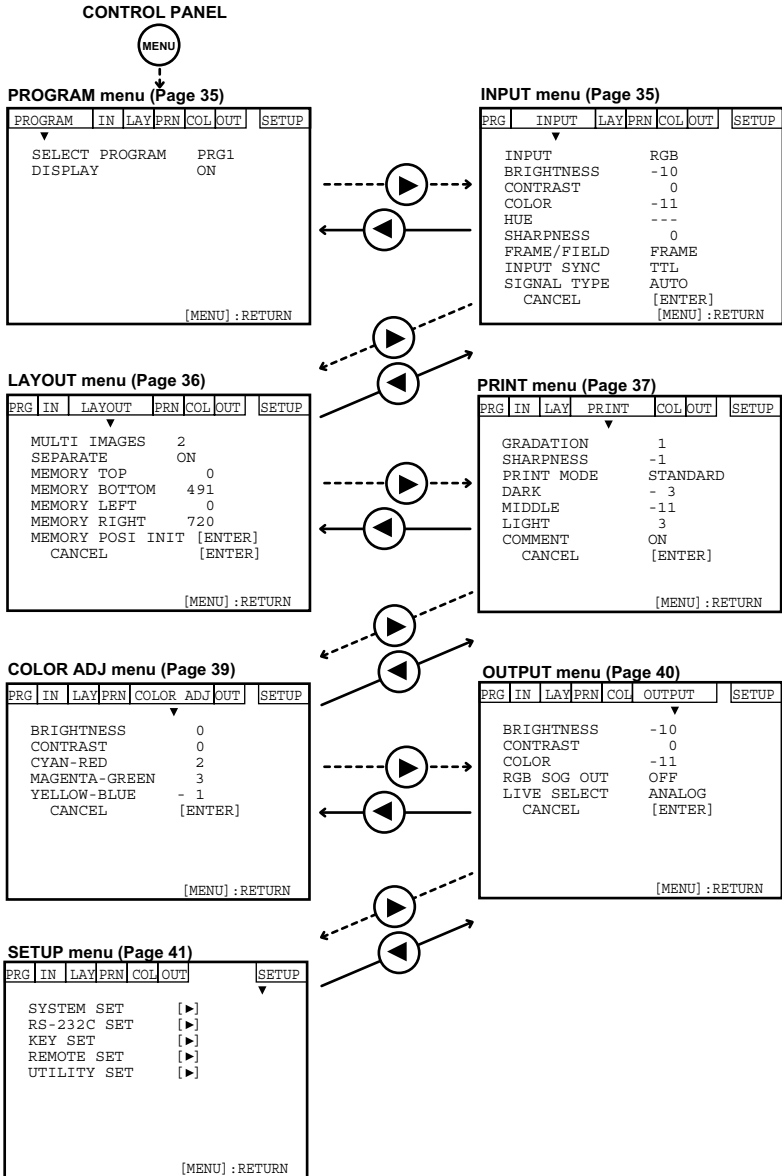 CONTROL PANEL
MENU
PROGRAM menu (Page 35)
PROGRAM IN LAY PRN COL OUT SETUP
▼
SELECT PROGRAM PRG1
DISPLAY ON
[MENU]:RETURN
▶
◀
INPUT menu (Page 35)
PRG INPUT LAY PRN COL OUT SETUP
▼
INPUT RGB
BRIGHTNESS -10
CONTRAST 0
COLOR -11
HUE ---
SHARPNESS 0
FRAME/FIELD FRAME
INPUT SYNC TTL
SIGNAL TYPE AUTO
CANCEL [ENTER]
[MENU]:RETURN
▶
◀
LAYOUT menu (Page 36)
PRG IN LAYOUT PRN COL OUT SETUP
▼
MULTI IMAGES 2
SEPARATE ON
MEMORY TOP 0
MEMORY BOTTOM 491
MEMORY LEFT 0
MEMORY RIGHT 720
MEMORY POSI INIT [ENTER]
CANCEL [ENTER]
[MENU]:RETURN
▶
◀
PRINT menu (Page 37)
PRG IN LAY PRINT COL OUT SETUP
▼
GRADATION 1
SHARPNESS -1
PRINT MODE STANDARD
DARK - 3
MIDDLE -11
LIGHT 3
COMMENT ON
CANCEL [ENTER]
[MENU]:RETURN
▶
◀
COLOR ADJ menu (Page 39)
PRG IN LAY PRN COLOR ADJ OUT SETUP
▼
BRIGHTNESS 0
CONTRAST 0
CYAN-RED 2
MAGENTA-GREEN 3
YELLOW-BLUE - 1
CANCEL [ENTER]
[MENU]:RETURN
▶
◀
OUTPUT menu (Page 40)
PRG IN LAY PRN COL OUTPUT SETUP
▼
BRIGHTNESS -10
CONTRAST 0
COLOR -11
RGB SOG OUT OFF
LIVE SELECT ANALOG
CANCEL [ENTER]
[MENU]:RETURN
▶
◀
SETUP menu (Page 41)
PRG IN LAY PRN COL OUT SETUP
▼
SYSTEM SET [▶]
RS-232C SET [▶]
KEY SET [▶]
REMOTE SET [▶]
UTILITY SET [▶]
[MENU]:RETURN